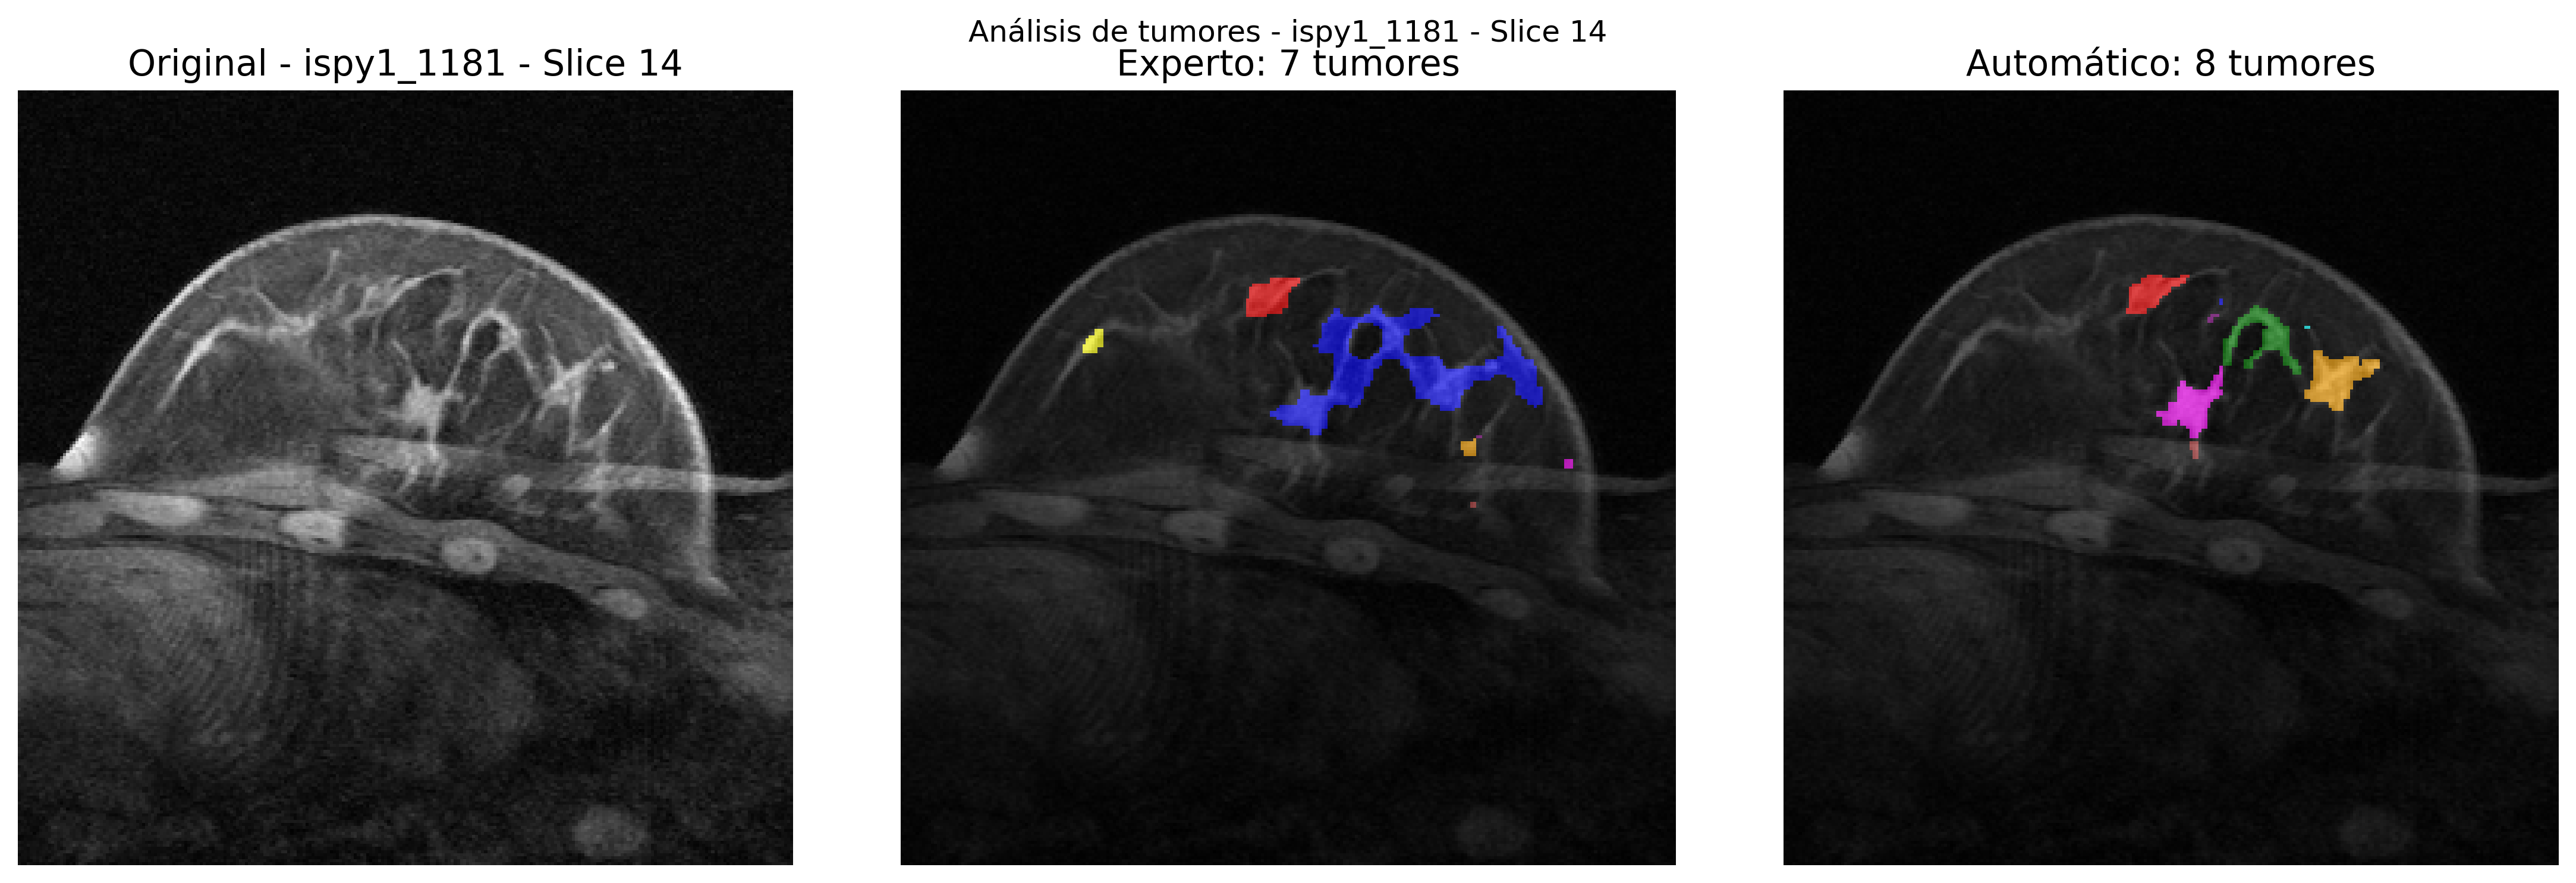 Análisis de tumores - ispy1_1181 - Slice 14
Original - ispy1_1181 - Slice 14
Experto: 7 tumores
Automático: 8 tumores